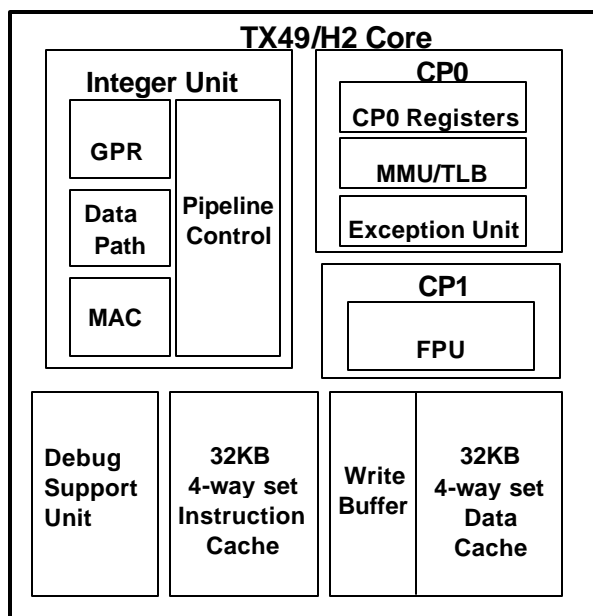 TX49/H2 Core
Integer Unit
GPR
Data
Path
MAC
Pipeline
Control
CP0
CP0 Registers
MMU/TLB
Exception Unit
CP1
FPU
Debug
Support
Unit
32KB
4-way set
Instruction
Cache
Write
Buffer
32KB
4-way set
Data
Cache